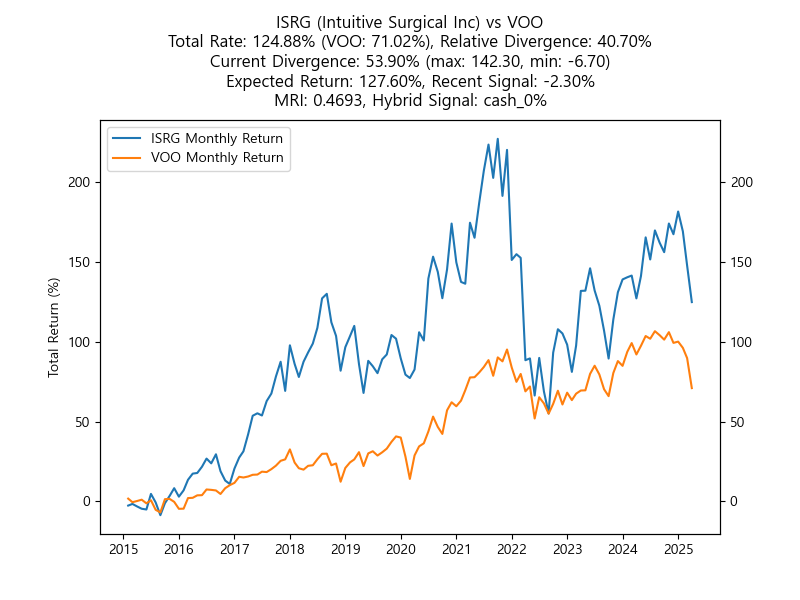 ISRG (Intuitive Surgical Inc) vs VOO
Total Rate: 124.88% (VOO: 71.02%), Relative Divergence: 40.70%
Current Divergence: 53.90% (max: 142.30, min: -6.70)
Expected Return: 127.60%, Recent Signal: -2.30%
MRI: 0.4693, Hybrid Signal: cash_0%
ISRG Monthly Return
VOO Monthly Return
Total Return (%)
200
150
100
50
0
200
150
100
50
0
2015 2016 2017 2018 2019 2020 2021 2022 2023 2024 2025